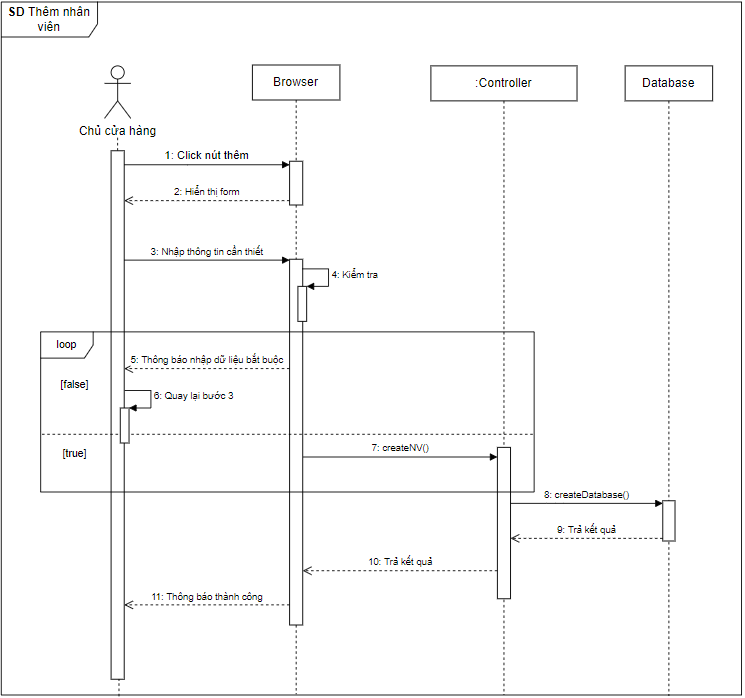 SD Thêm nhân
viên
Browser
:Controller
Database
Chủ cửa hàng
1: Click nút thêm
2: Hiển thị form
3: Nhập thông tin cần thiết
4: Kiểm tra
loop
5: Thông báo nhập dữ liệu bắt buộc
[false]
6: Quay lại bước 3
[true]
7: createNV()
8: createDatabase()
9: Trả kết quả
10: Trả kết quả
11: Thông báo thành công